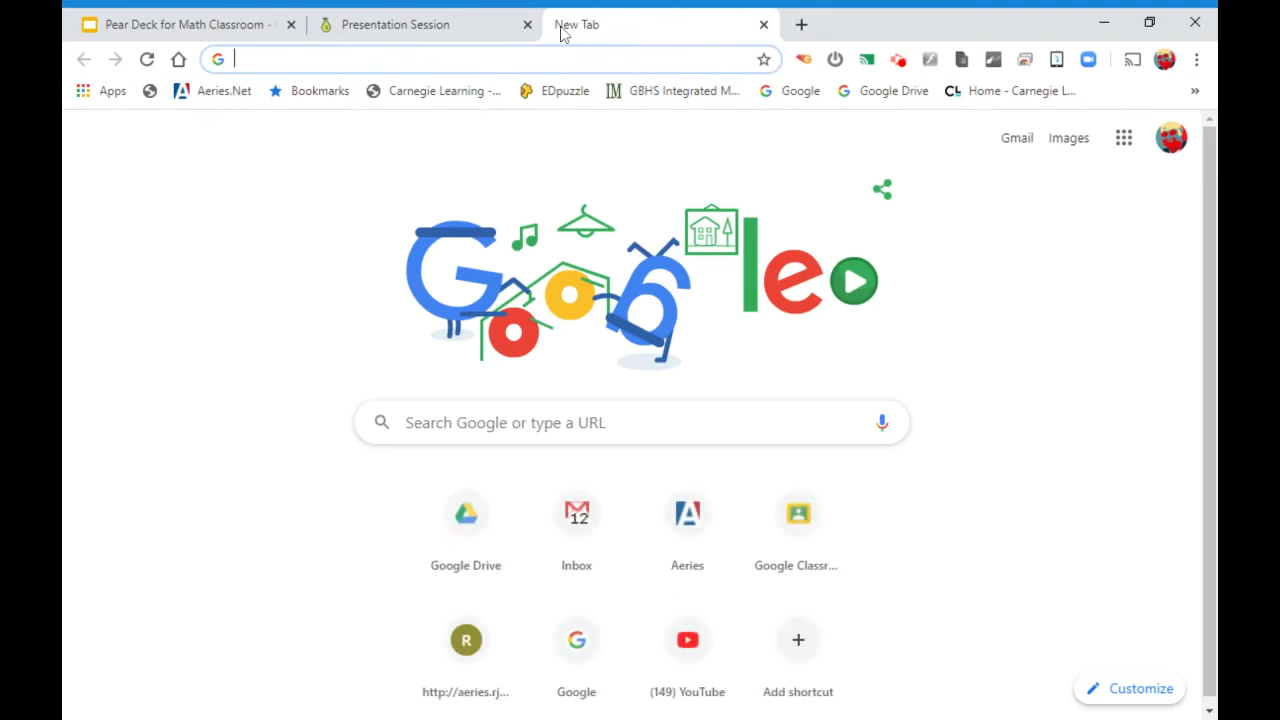 Pear Deck for Math Classroom -
Presentation Session
New Tab
Apps
Aeries.Net
Bookmarks
Carnegie Learning -...
EDpuzzle
GBHS Integrated M...
Google
Google Drive
Home - Carnegie L...
Gmail
Images
Google
Search Google or type a URL
Google Drive
12
Inbox
Aeries
Google Classr...
R
http://aeries.rj...
Google
(149) YouTube
Add shortcut
Customize